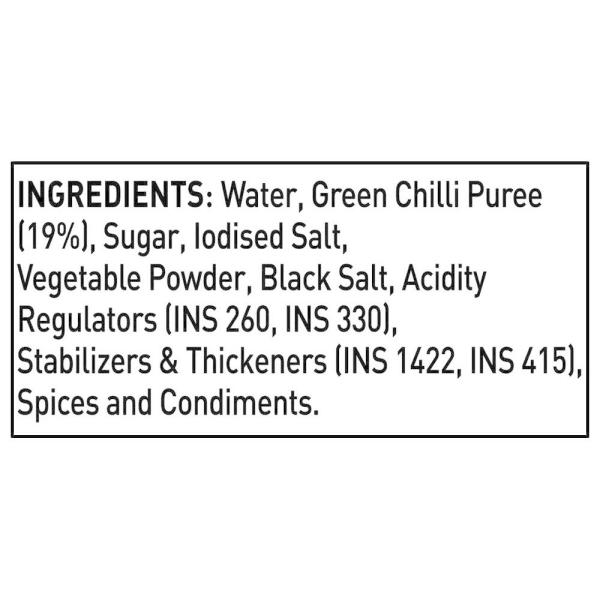 INGREDIENTS: Water, Green Chilli Puree
(19%), Sugar, Iodised Salt,
Vegetable Powder, Black Salt, Acidity
Regulators (INS 260, INS 330),
Stabilizers & Thickeners (INS 1422, INS 415),
Spices and Condiments.